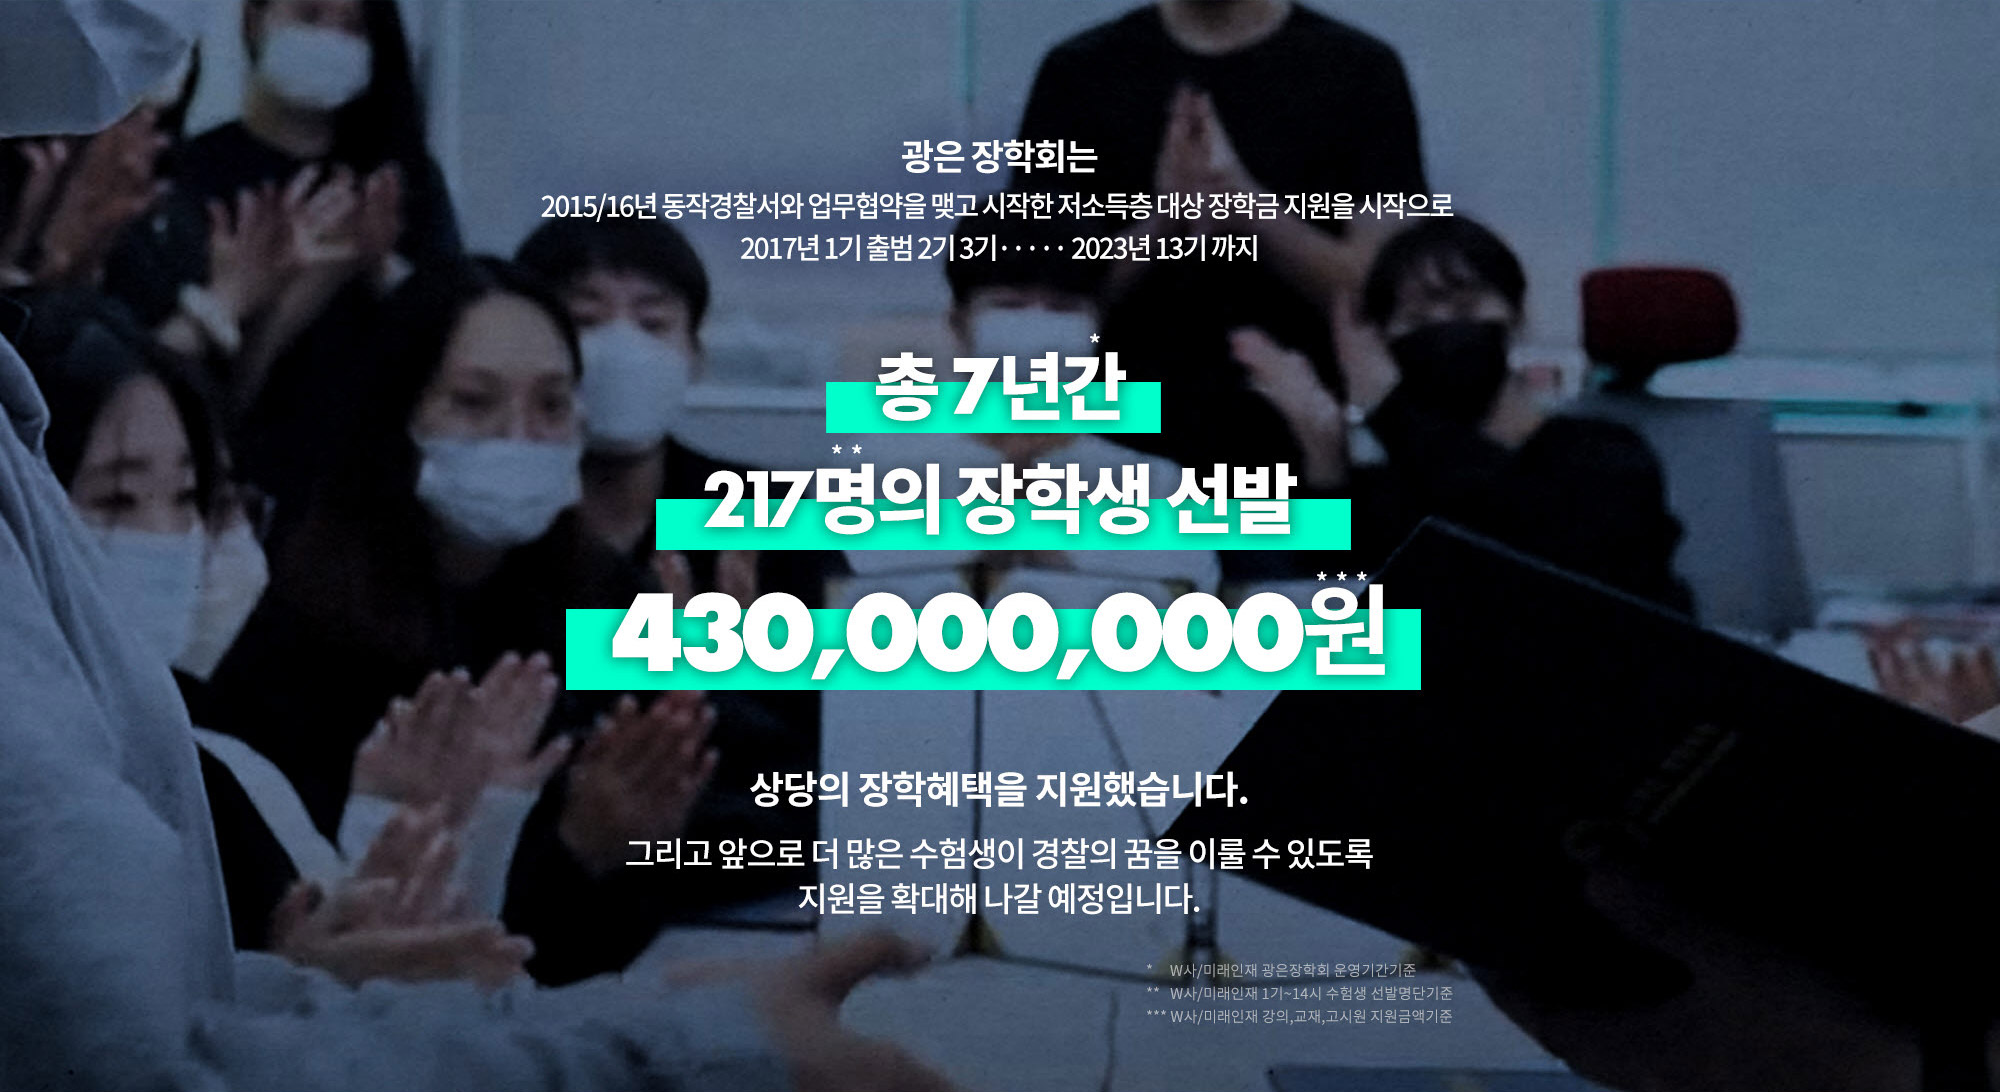 광은 장학회는
2015/16년 동작경찰서와 업무협약을 맺고 시작한 저소득층 대상 장학금 지원을 시작으로
2017년 1기 출범 2기 3기····· 2023년 13기 까지
총 7년간*
217명**의 장학생 선발
430,000,000원***
상당의 장학혜택을 지원했습니다.
그리고 앞으로 더 많은 수험생이 경찰의 꿈을 이룰 수 있도록
지원을 확대해 나갈 예정입니다.
* W사/미래인재 광은장학회 운영기간기준
** W사/미래인재 1기~14시 수험생 선발명단기준
*** W사/미래인재 강의,교재,고시원 지원금액기준